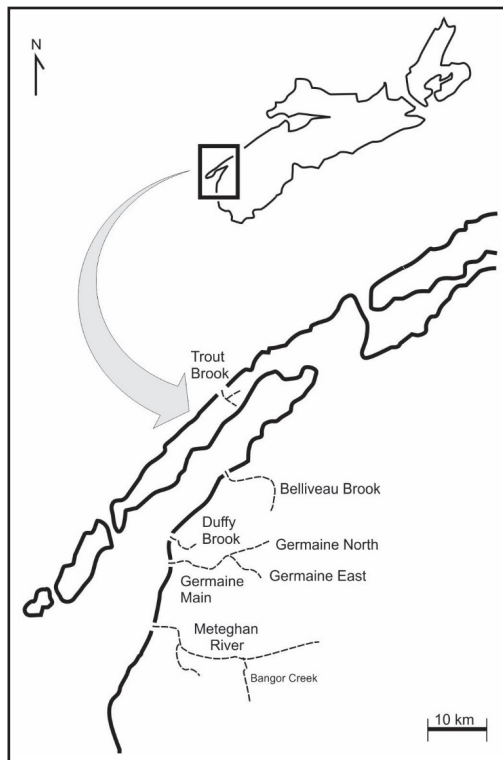 N
Trout
Brook
Belliveau Brook
Duffy
Brook
Germaine North
Germaine East
Germaine
Main
Meteghan
River
Bangor Creek
10 km